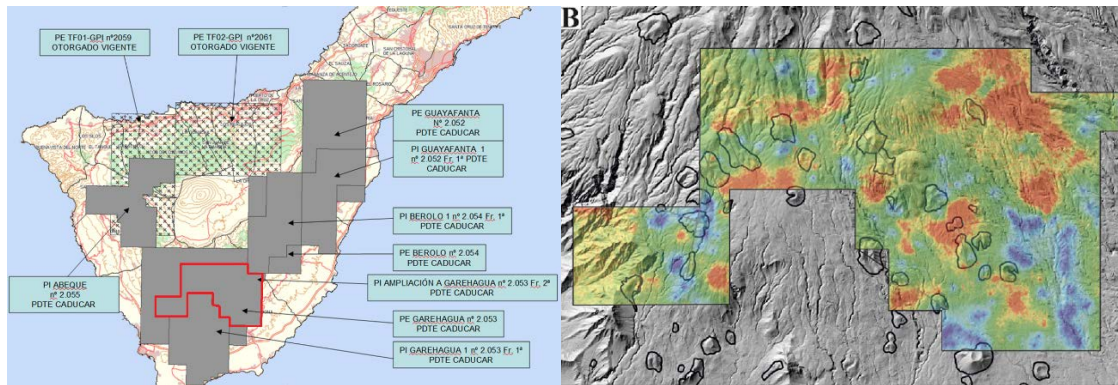 PE TF01-GPI nº2059
OTORGADO VIGENTE
PE TF02-GPI nº2061
OTORGADO VIGENTE
PE GUAYAFANTA
Nº 2.052
PDTE CADUCAR
PI GUAYAFANTA 1
nº 2.052 Fr. 1ª PDTE
CADUCAR
PI BEROLO 1 nº 2.054 Fr. 1ª
PDTE CADUCAR
PE BEROLO nº 2.054
PDTE CADUCAR
PI ABEQUE
nº 2.055
PDTE CADUCAR
PI AMPLIACIÓN A GAREHAGUA nº 2.053 Fr. 2ª
PDTE CADUCAR
PE GAREHAGUA nº 2.053
PDTE CADUCAR
PI GAREHAGUA 1 nº 2.053 Fr. 1ª
PDTE CADUCAR
B